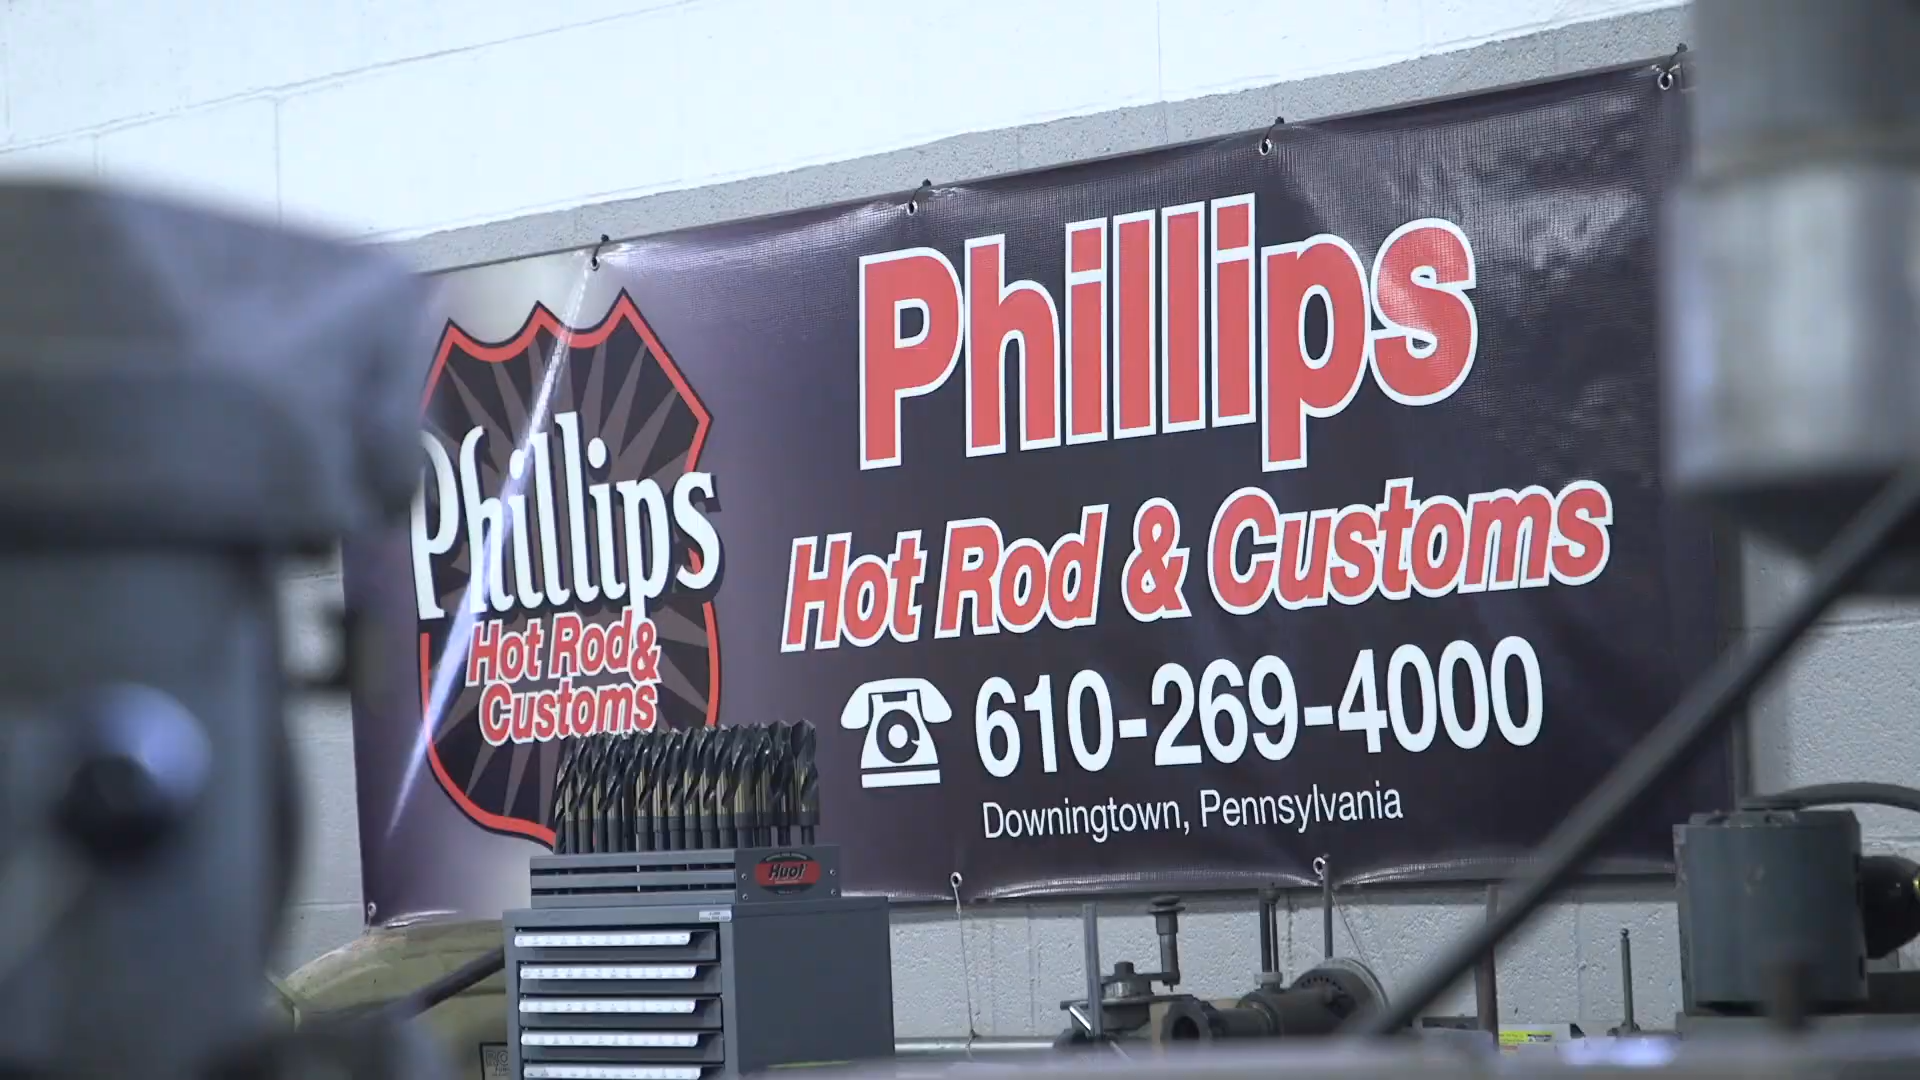 Phillips
Hot Rod &
Customs
Phillips
Hot Rod & Customs
610-269-4000
Downingtown, Pennsylvania
Huot